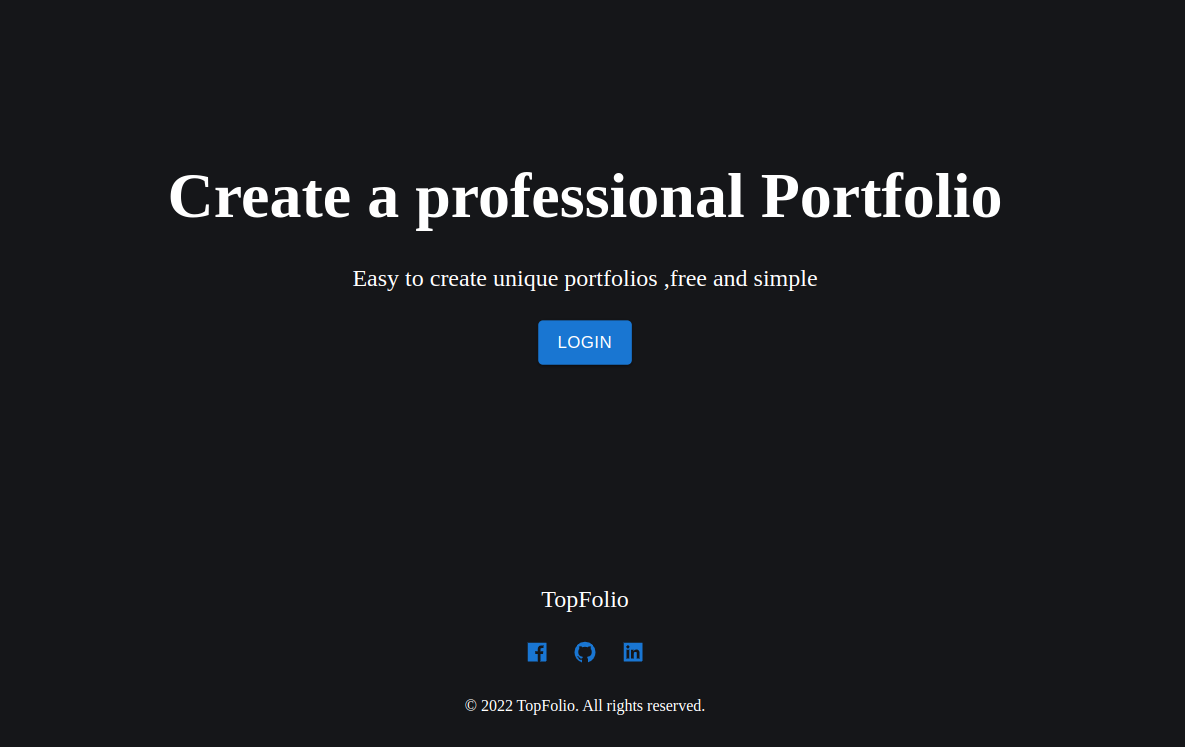 Create a professional Portfolio
Easy to create unique portfolios ,free and simple
LOGIN
TopFolio
© 2022 TopFolio. All rights reserved.